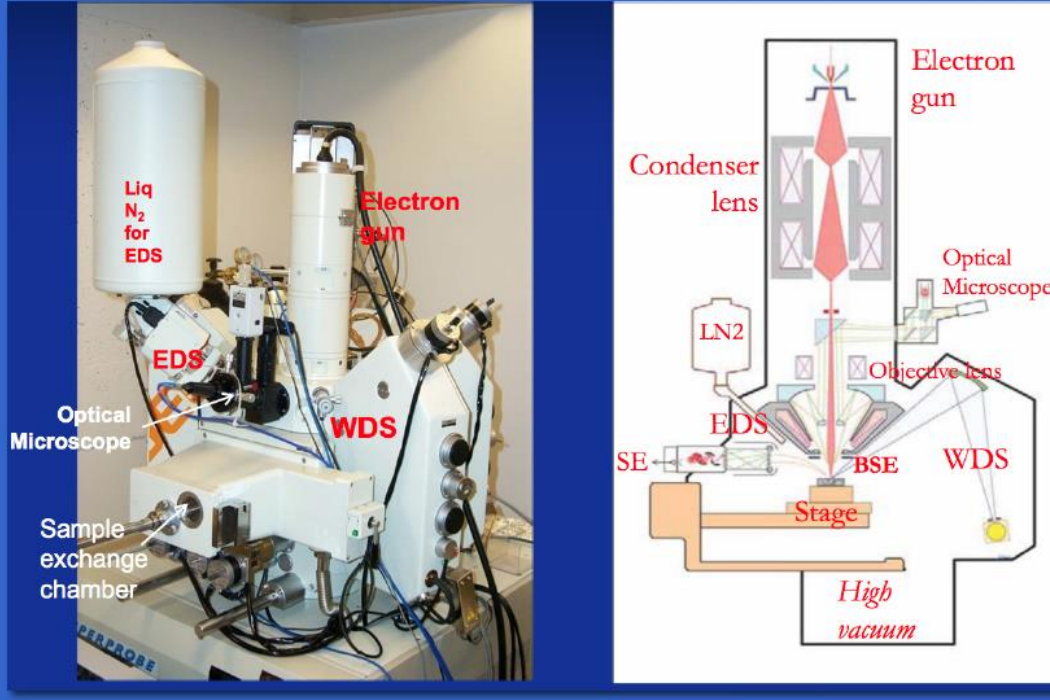 Liq
N₂
for
EDS
Electron
gun
EDS
Optical
Microscope
WDS
Sample
exchange
chamber
PERPROBE
Electron
gun
Condenser
lens
Optical
Microscope
LN2
Objective lens
EDS
SE
BSE
WDS
Stage
High
vacuum